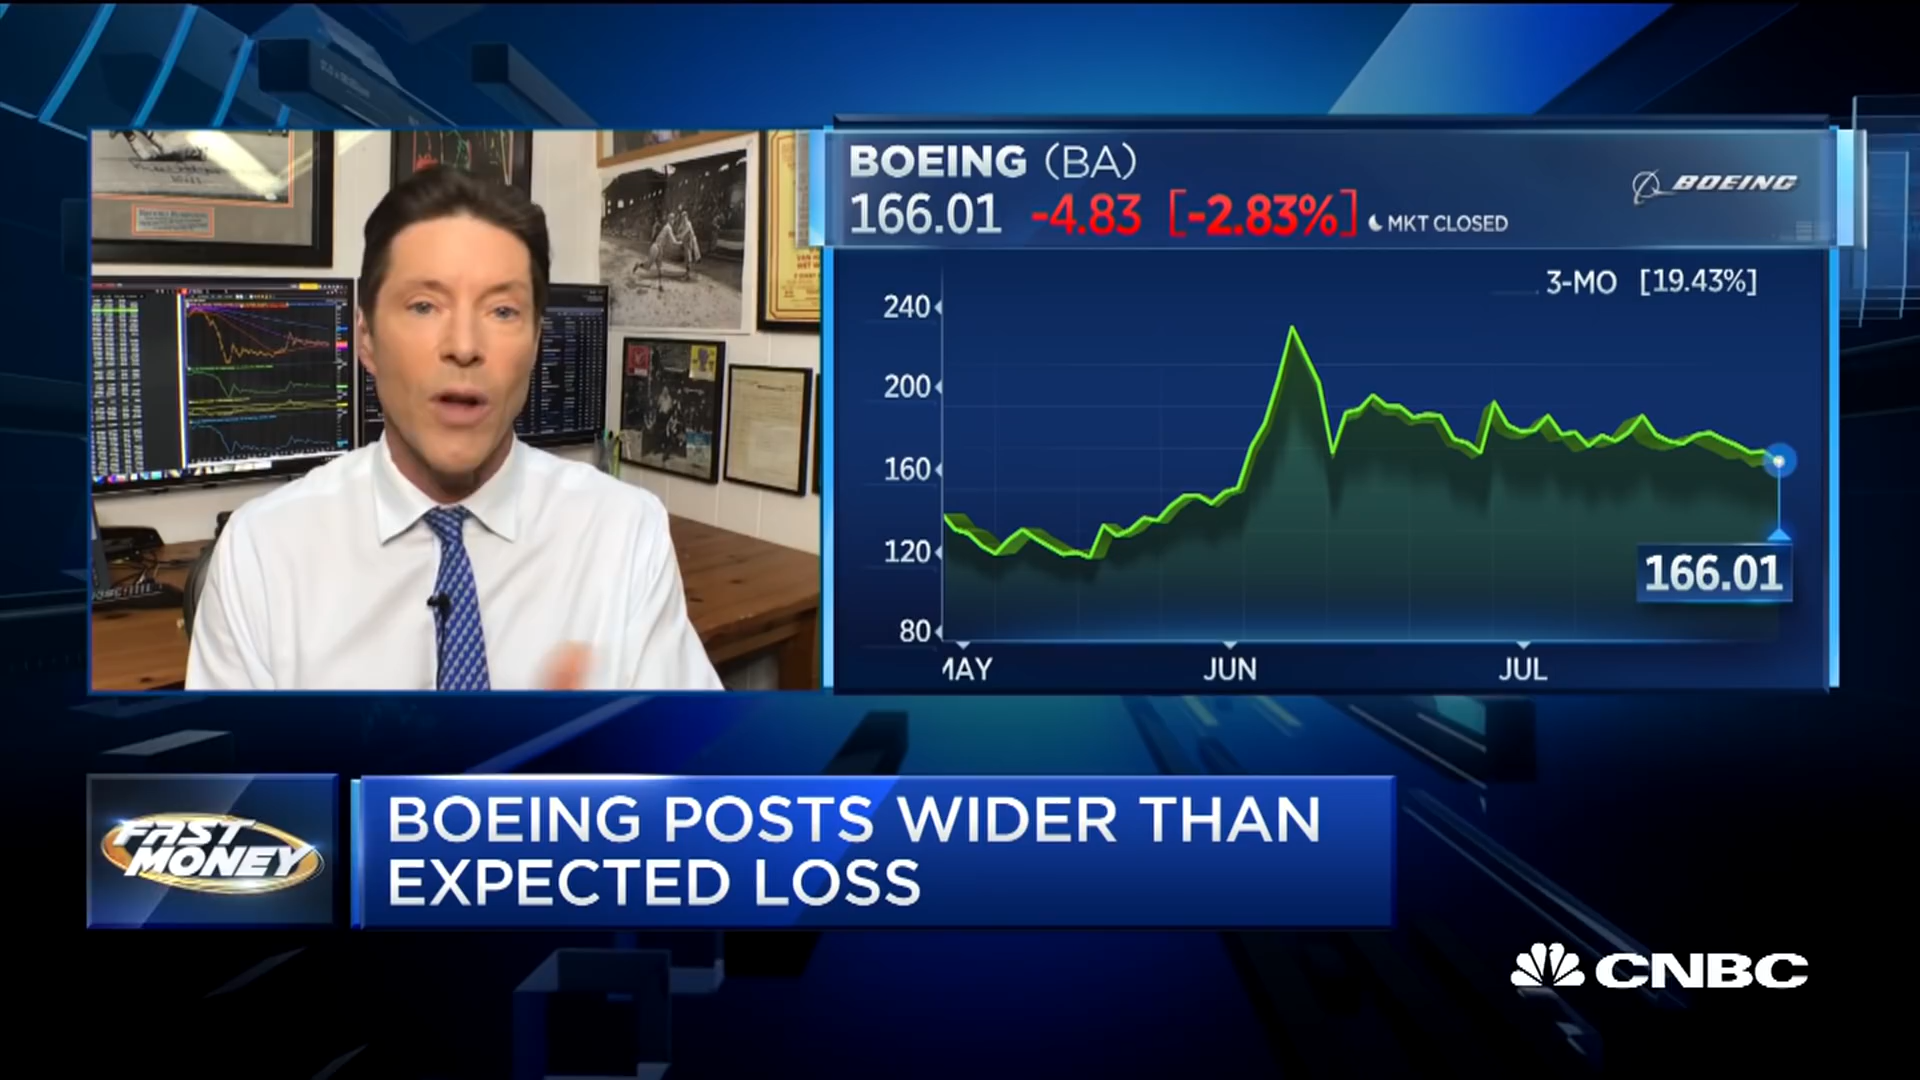 BOEING (BA)
166.01 -4.83 [-2.83%] MKT CLOSED
BOEING
3-MO [19.43%]
240
200
160
120
80
166.01
MAY JUN JUL
FAST
MONEY
BOEING POSTS WIDER THAN
EXPECTED LOSS
CNBC